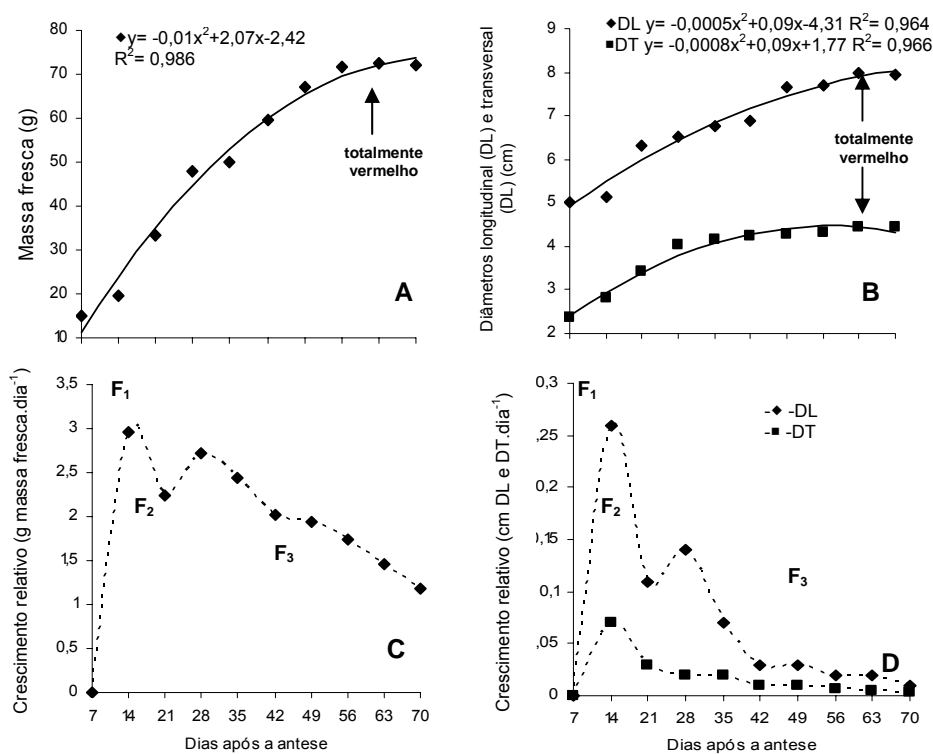 y= -0,01x²+2,07x-2,42
R²= 0,986
Massa fresca (g)
80
70
60
50
40
30
20
10
totalmente
vermelho
A
DL y= -0,0005x²+0,09x-4,31 R²= 0,964
DT y= -0,0008x²+0,09x+1,77 R²= 0,966
Diâmetros longitudinal (DL) e transversal
(DL) (cm)
9
8
7
6
5
4
3
2
totalmente
vermelho
B
Crescimento relativo (g massa fresca.dia⁻¹)
3,5
3
2,5
2
1,5
1
0,5
0
F₁
F₂
F₃
C
7 14 21 28 35 42 49 56 63 70
Dias após a antese
Crescimento relativo (cm DL e DT.dia⁻¹)
0,3
,25
0,2
,15
0,1
,05
0
F₁
F₂
F₃
-◆-DL
-■-DT
D
7 14 21 28 35 42 49 56 63 70
Dias após a antese